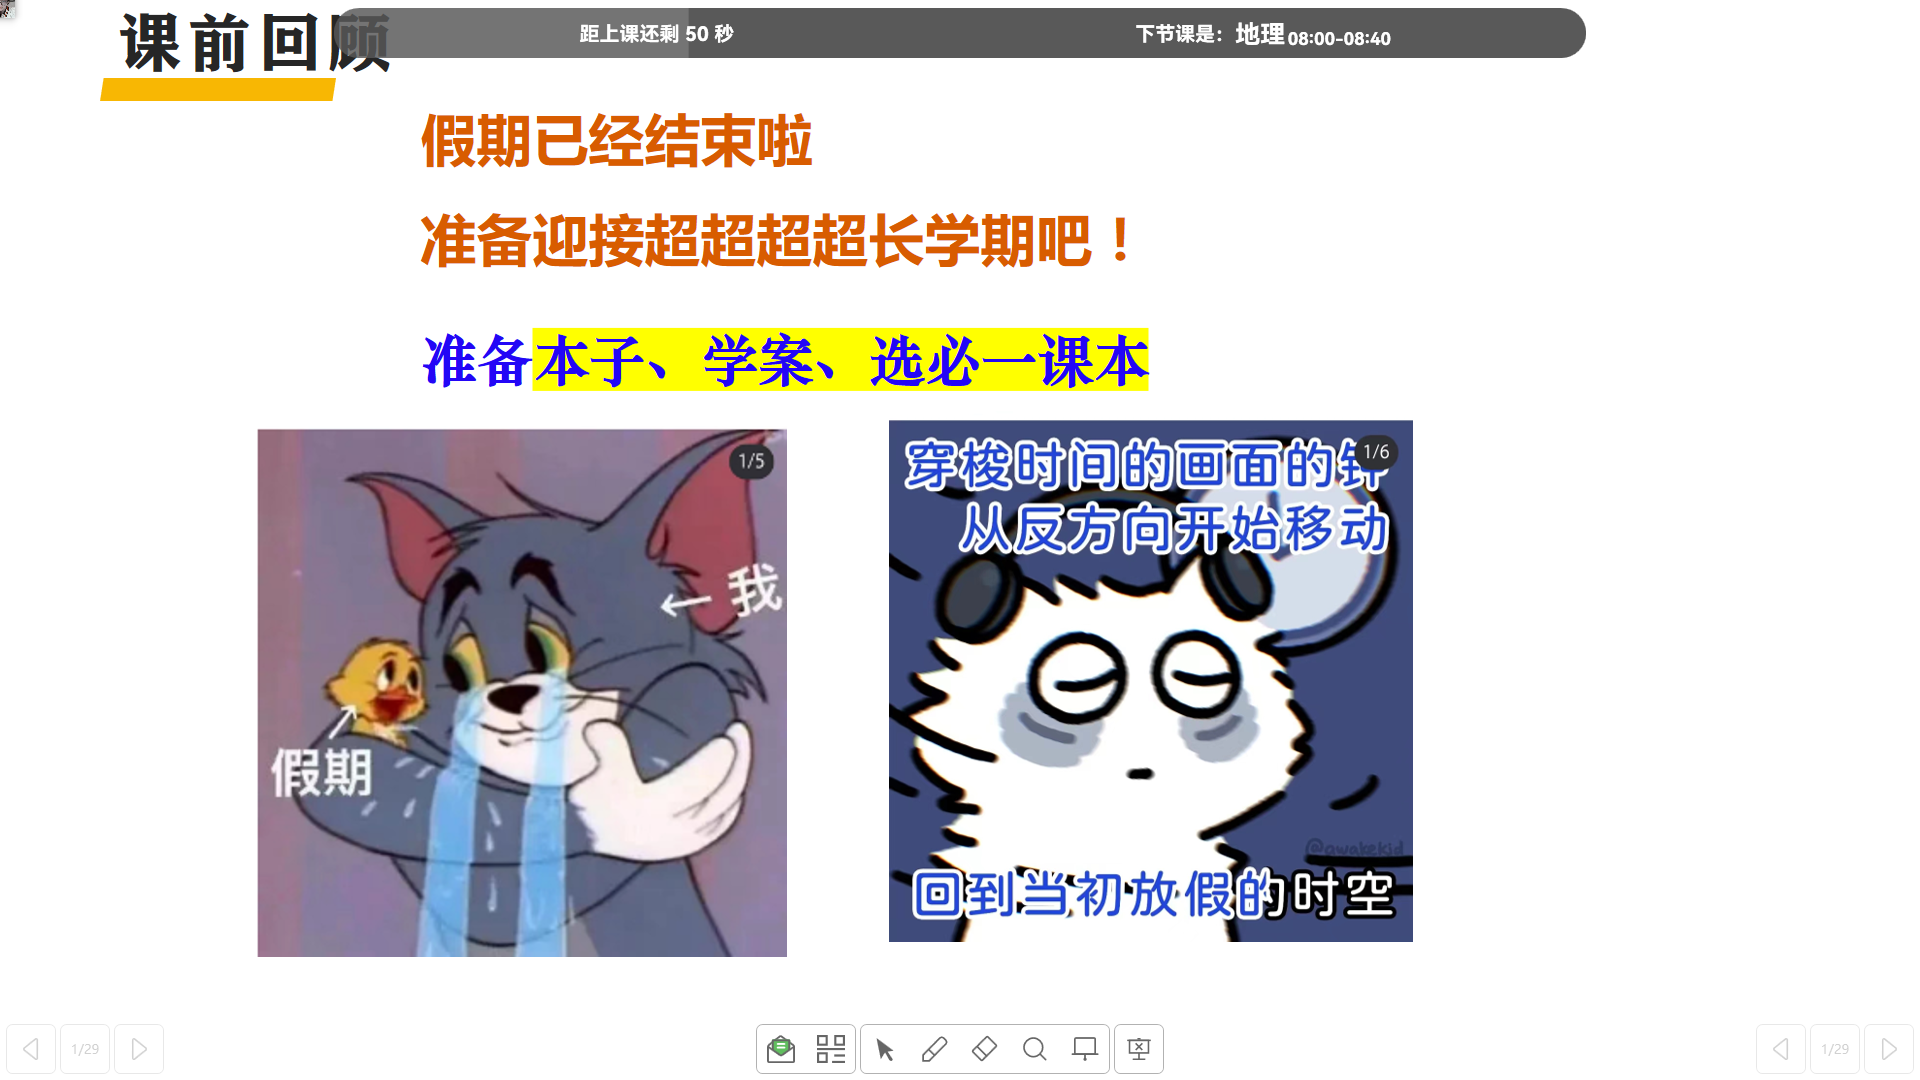 课前回顾
距上课还剩 50 秒
下节课是：地理 08:00-08:40
假期已经结束啦
准备迎接超超超超长学期吧！
准备本子、学案、选必一课本
1/5
← 我
假期
穿梭时间的画面的钟
1/6
从反方向开始移动
@awakekid
回到当初放假的时空
1/29
1/29